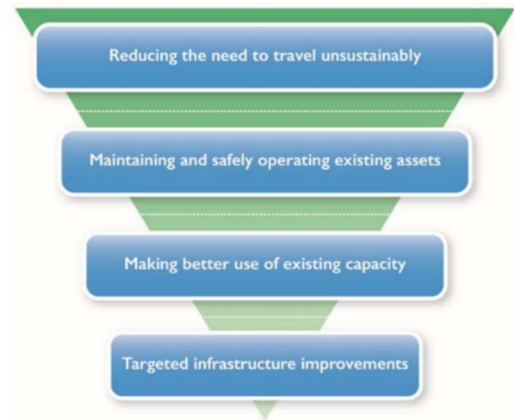 Reducing the need to travel unsustainably
Maintaining and safely operating existing assets
Making better use of existing capacity
Targeted infrastructure improvements